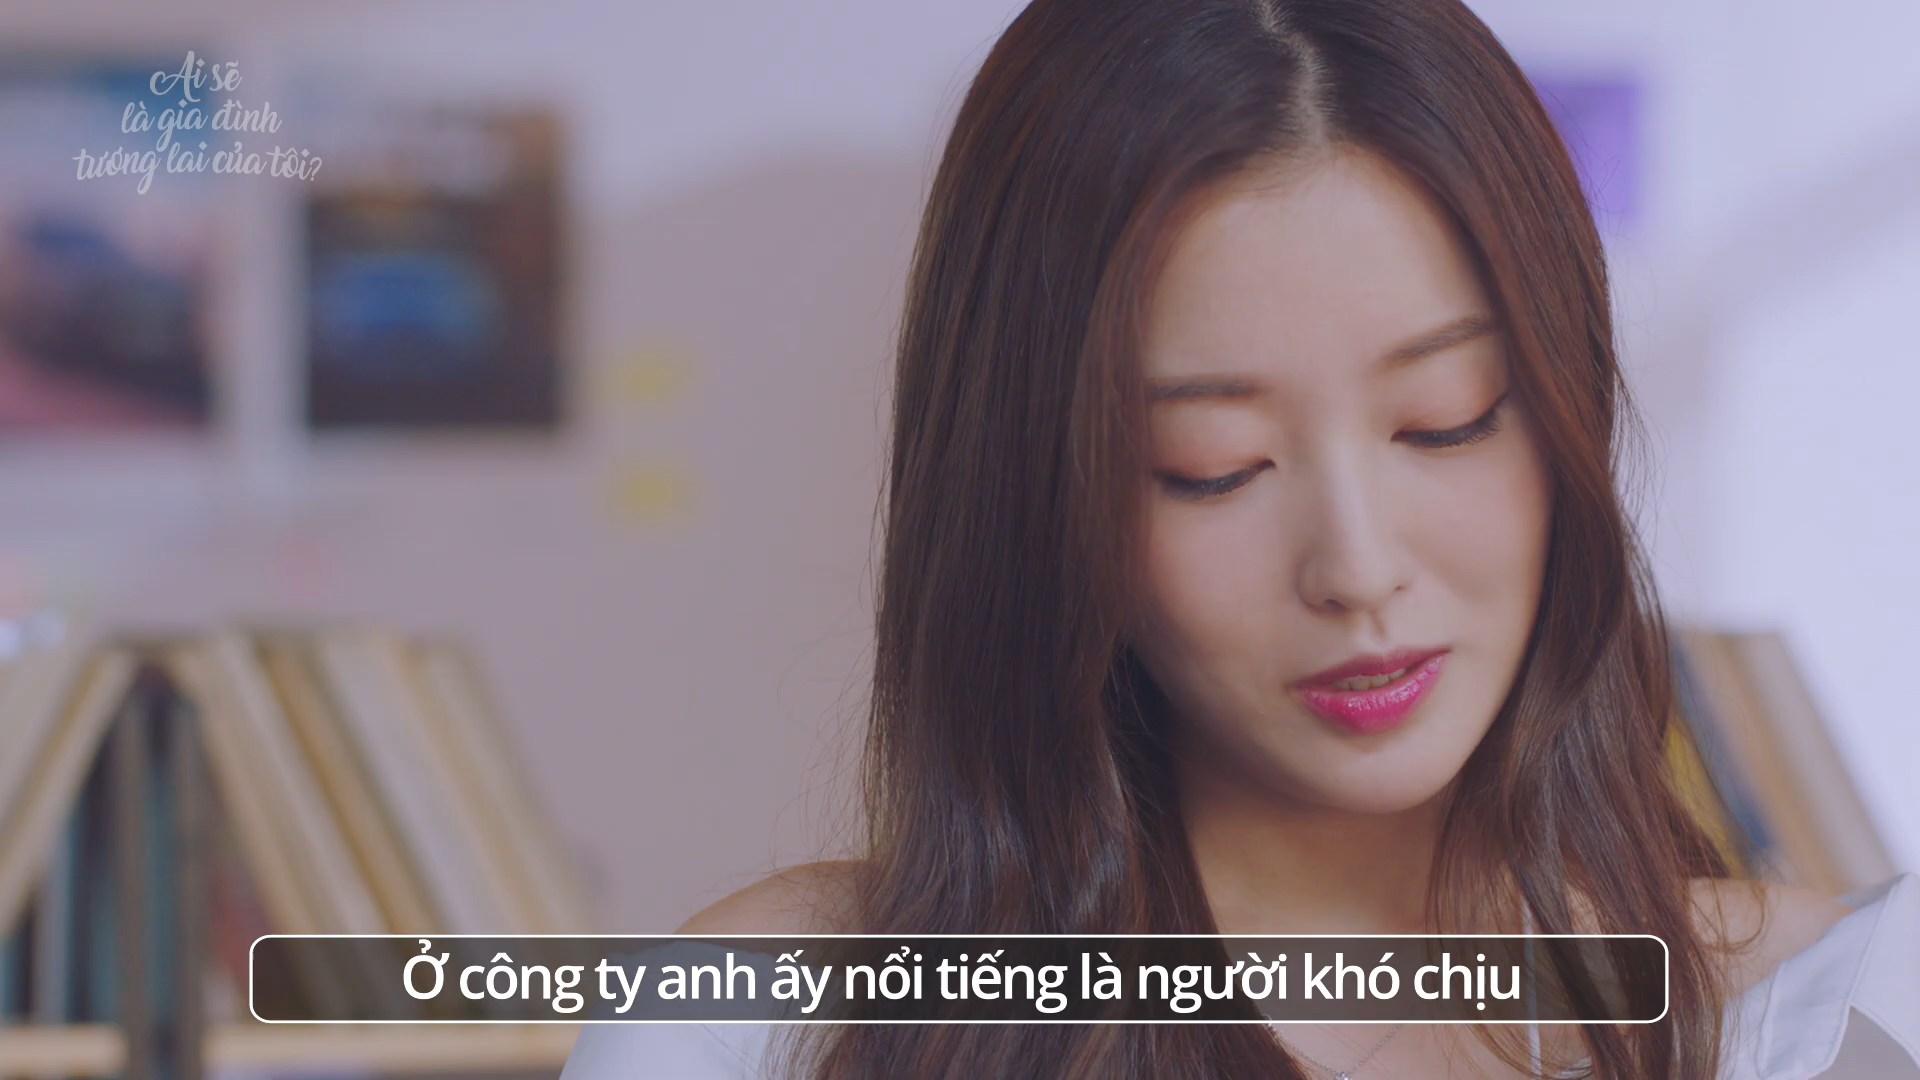 Ai sẽ
là gia đình
tương lai của tôi?
Ở công ty anh ấy nổi tiếng là người khó chịu